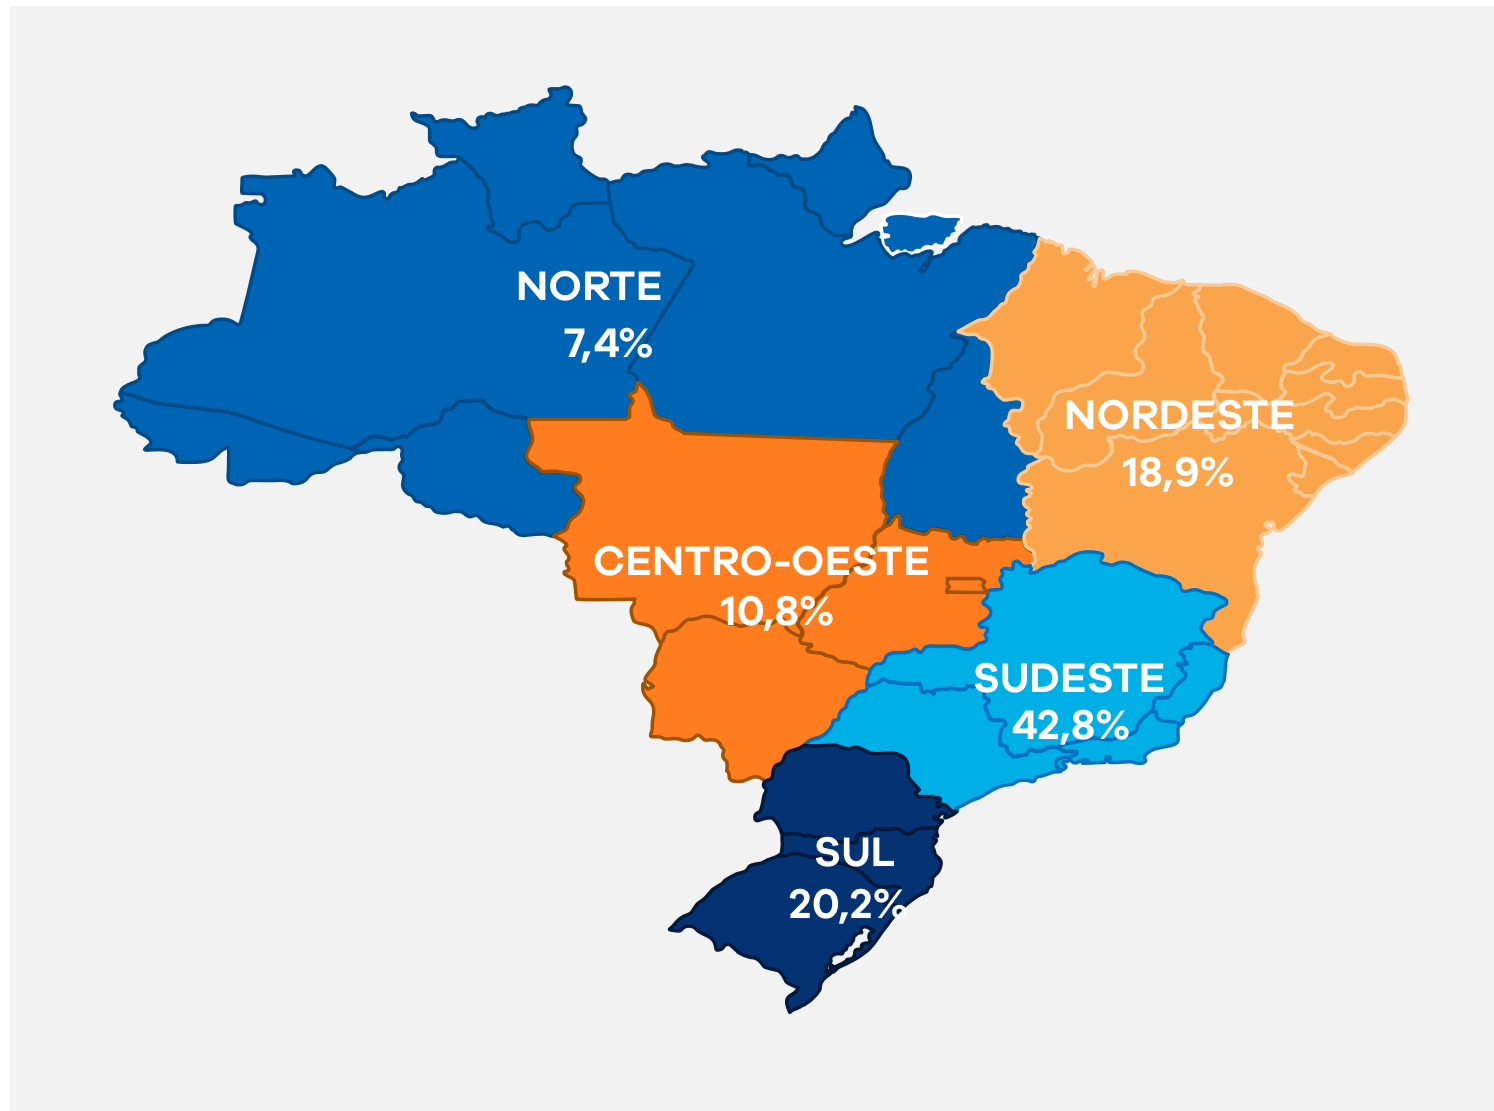 NORTE
7,4%
NORDESTE
18,9%
CENTRO-OESTE
10,8%
SUDESTE
42,8%
SUL
20,2%